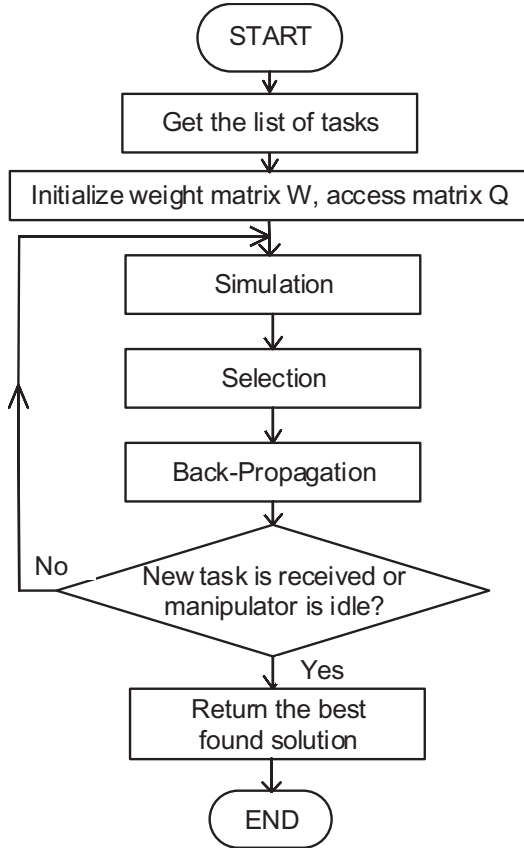 START
Get the list of tasks
Initialize weight matrix W, access matrix Q
Simulation
Selection
Back-Propagation
No
New task is received or
manipulator is idle?
Yes
Return the best
found solution
END